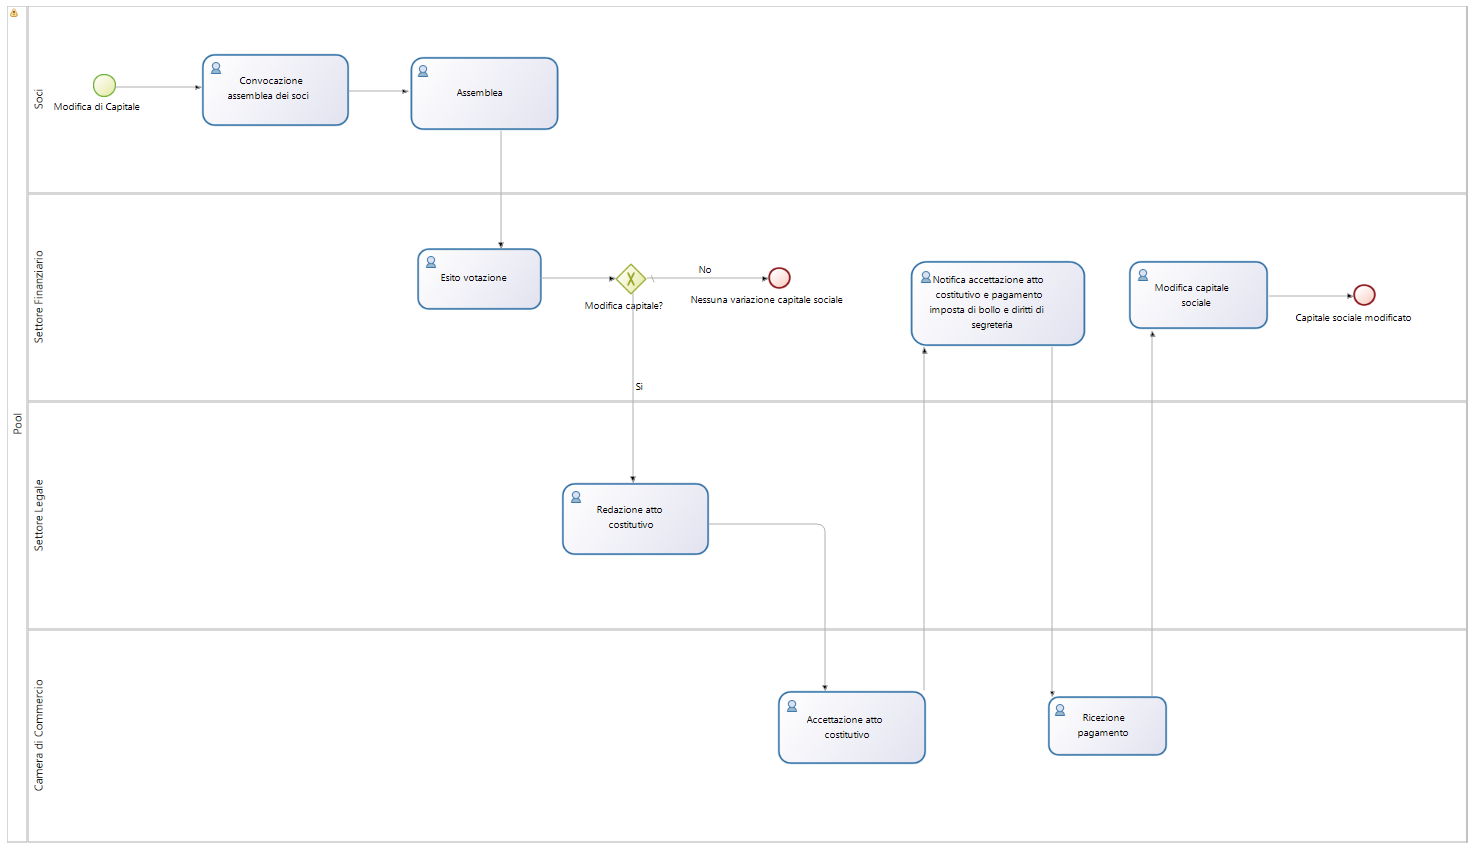 Pool
Soci
Modifica di Capitale
Convocazione
assemblea dei soci
Assemblea
Settore Finanziario
Esito votazione
Modifica capitale?
No
Nessuna variazione capitale sociale
Si
Notifica accettazione atto
costitutivo e pagamento
imposta di bollo e diritti di
segreteria
Modifica capitale
sociale
Capitale sociale modificato
Settore Legale
Redazione atto
costitutivo
Camera di Commercio
Accettazione atto
costitutivo
Ricezione
pagamento